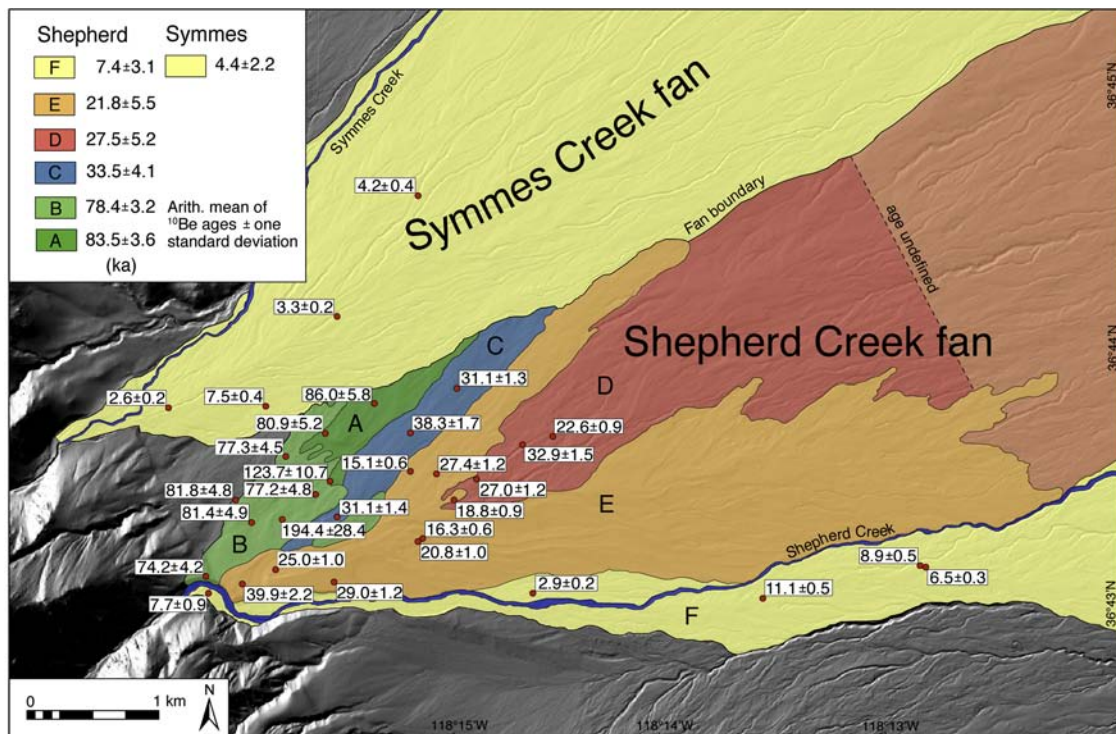 Shepherd Symmes
F 7.4±3.1 4.4±2.2
E 21.8±5.5
D 27.5±5.2
C 33.5±4.1
B 78.4±3.2
A 83.5±3.6
(ka)
Arith. mean of
¹⁰Be ages ± one
standard deviation
Symmes Creek
Symmes Creek fan
36°45'N
4.2±0.4
Fan boundary
age undefined
3.3±0.2
Shepherd Creek fan
36°44'N
C
31.1±1.3
D
2.6±0.2
7.5±0.4
86.0±5.8
A
80.9±5.2
38.3±1.7
22.6±0.9
77.3±4.5
32.9±1.5
123.7±10.7
15.1±0.6
27.4±1.2
81.8±4.8
77.2±4.8
27.0±1.2
18.8±0.9
E
81.4±4.9
194.4±28.4
31.1±1.4
16.3±0.6
20.8±1.0
B
Shepherd Creek
74.2±4.2
25.0±1.0
8.9±0.5
6.5±0.3
7.7±0.9
39.9±2.2
29.0±1.2
2.9±0.2
11.1±0.5
F
36°43'N
0 1 km
N
118°15'W
118°14'W
118°13'W